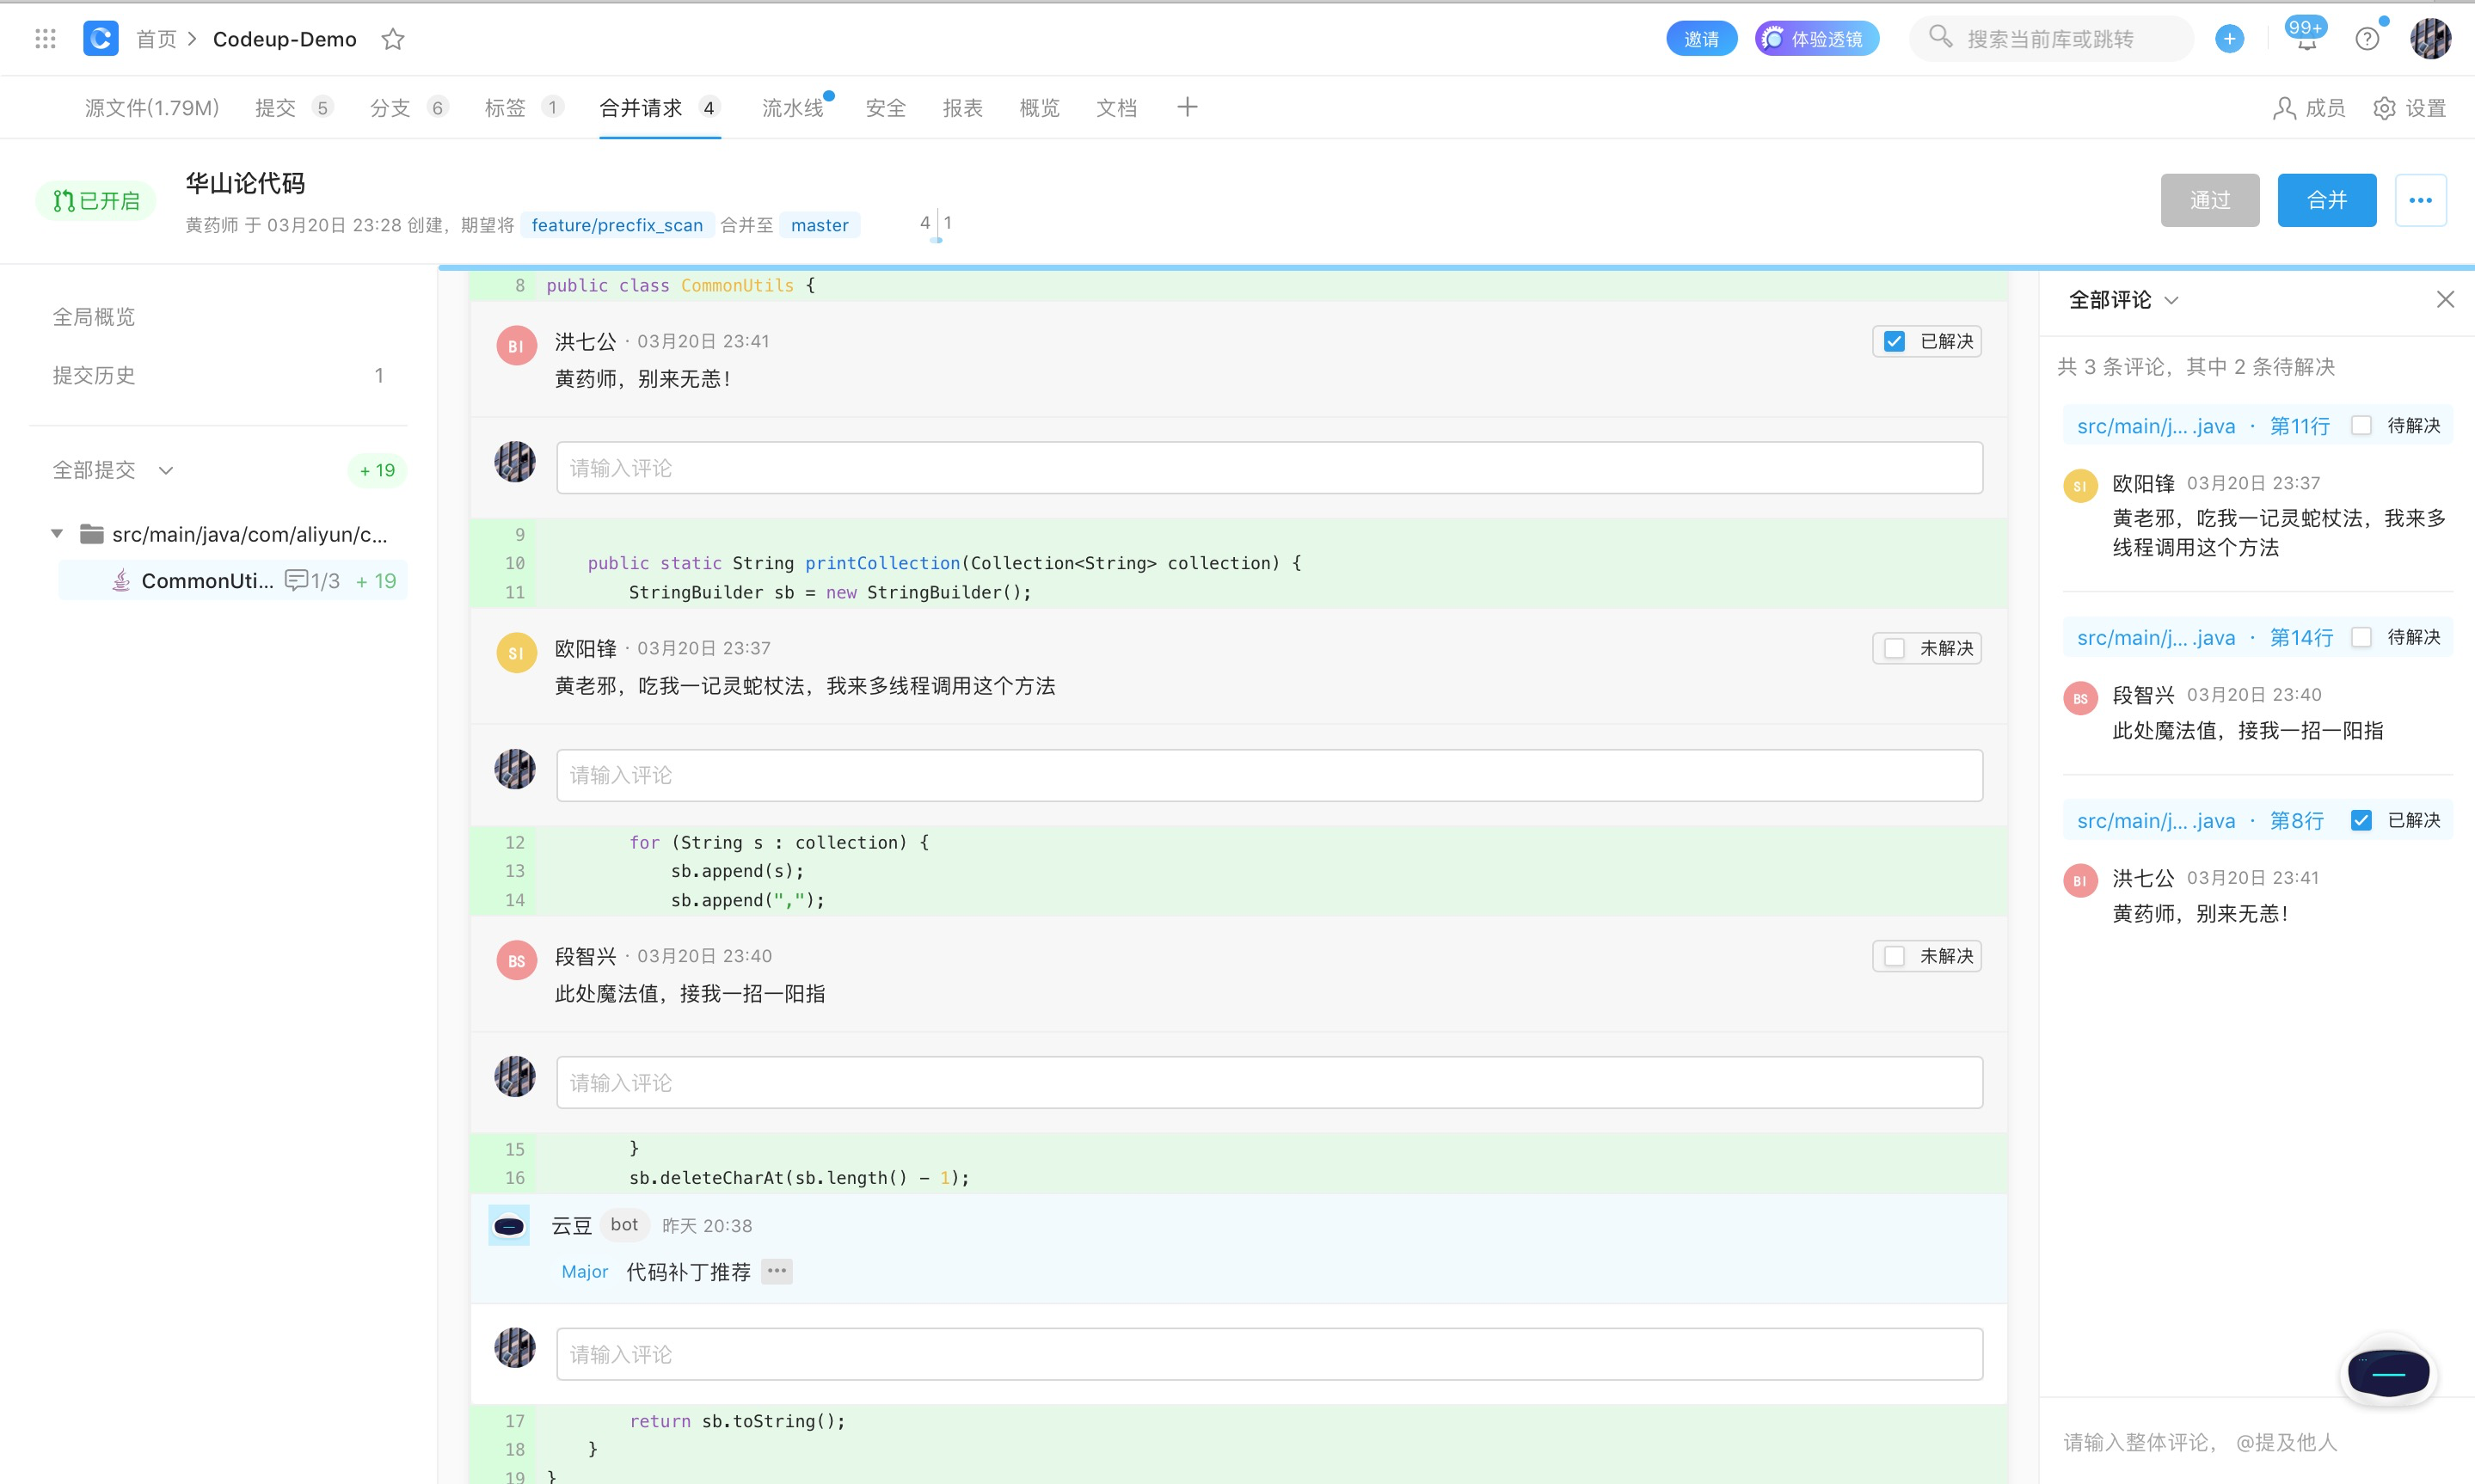 首页 > Codeup-Demo
邀请
体验透镜
搜索当前库或跳转
99+
源文件(1.79M) 提交 5 分支 6 标签 1 合并请求 4 流水线 安全 报表 概览 文档
成员 设置
已开启
华山论代码
黄药师 于 03月20日 23:28 创建，期望将 feature/precfix_scan 合并至 master
4 1
通过
合并
全局概览
提交历史 1
全部提交 + 19
src/main/java/com/aliyun/c...
CommonUti... 1/3 + 19
8 public class CommonUtils {
BI
洪七公 · 03月20日 23:41
已解决
黄药师，别来无恙！
请输入评论
9
10 public static String printCollection(Collection<String> collection) {
11 StringBuilder sb = new StringBuilder();
SI
欧阳锋 · 03月20日 23:37
未解决
黄老邪，吃我一记灵蛇杖法，我来多线程调用这个方法
请输入评论
12 for (String s : collection) {
13 sb.append(s);
14 sb.append(",");
BS
段智兴 · 03月20日 23:40
未解决
此处魔法值，接我一招一阳指
请输入评论
15 }
16 sb.deleteCharAt(sb.length() - 1);
云豆 bot 昨天 20:38
Major 代码补丁推荐 •••
请输入评论
17 return sb.toString();
18 }
19 }
全部评论
共 3 条评论，其中 2 条待解决
src/main/j... .java · 第11行 待解决
SI
欧阳锋 03月20日 23:37
黄老邪，吃我一记灵蛇杖法，我来多
线程调用这个方法
src/main/j... .java · 第14行 待解决
BS
段智兴 03月20日 23:40
此处魔法值，接我一招一阳指
src/main/j... .java · 第8行 已解决
BI
洪七公 03月20日 23:41
黄药师，别来无恙！
请输入整体评论， @提及他人